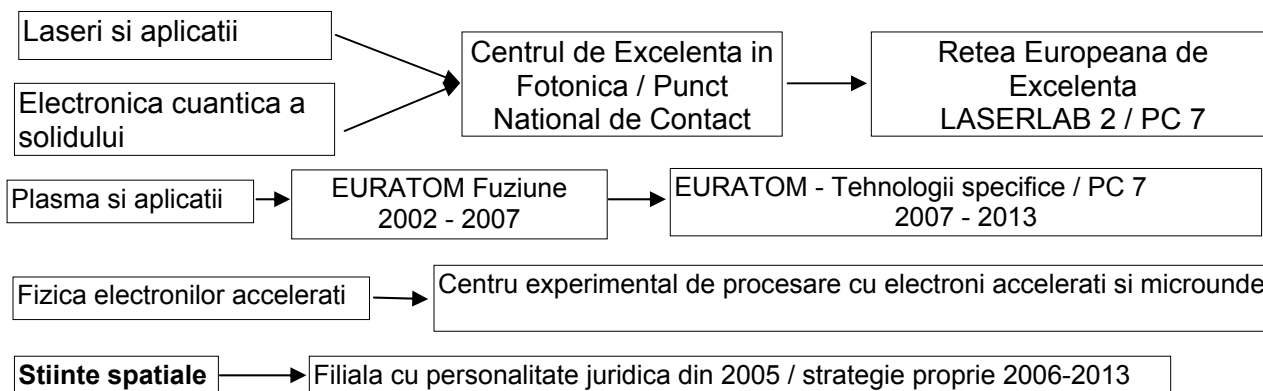 Laseri si aplicatii
Electronica cuantica a
solidului
Centrul de Excelenta in
Fotonica / Punct
National de Contact
Retea Europeana de
Excelenta
LASERLAB 2 / PC 7
Plasma si aplicatii
EURATOM Fuziune
2002 - 2007
EURATOM - Tehnologii specifice / PC 7
2007 - 2013
Fizica electronilor accelerati
Centru experimental de procesare cu electroni accelerati si microunde
Stiinte spatiale
Filiala cu personalitate juridica din 2005 / strategie proprie 2006-2013